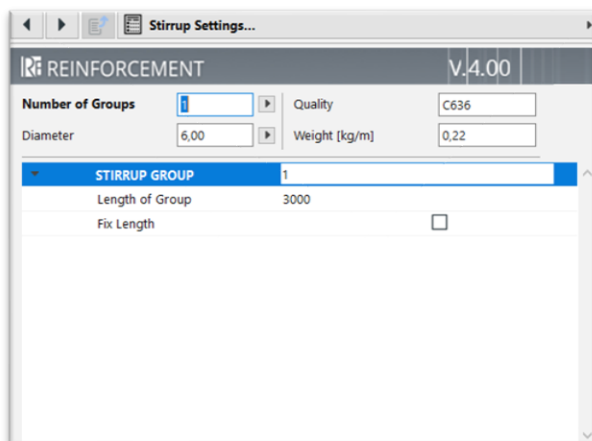 Stirrup Settings...
REINFORCEMENT V.4.00
Number of Groups 1 Quality C636
Diameter 6,00 Weight [kg/m] 0,22
STIRRUP GROUP 1
Length of Group 3000
Fix Length